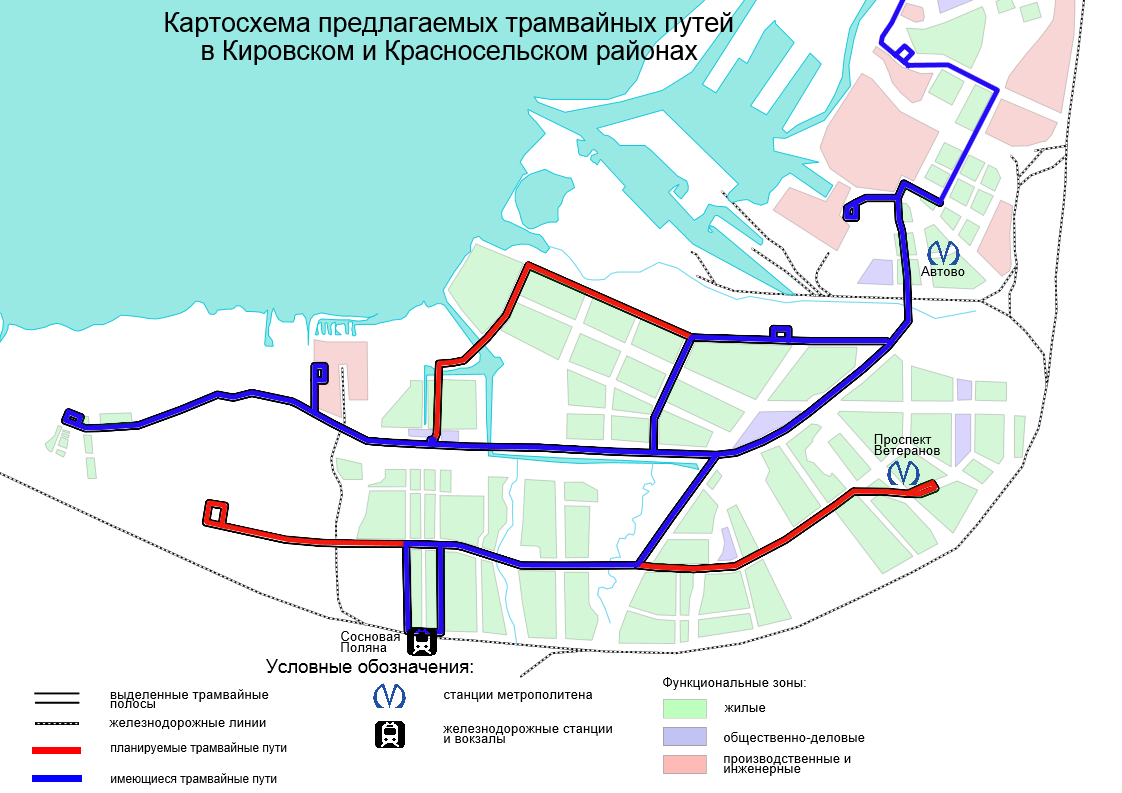 Картосхема предлагаемых трамвайных путей
в Кировском и Красносельском районах
Автово
Проспект
Ветеранов
Сосновая
Поляна
Условные обозначения:
выделенные трамвайные
полосы
железнодорожные линии
планируемые трамвайные пути
имеющиеся трамвайные пути
станции метрополитена
железнодорожные станции
и вокзалы
Функциональные зоны:
жилые
общественно-деловые
производственные и
инженерные